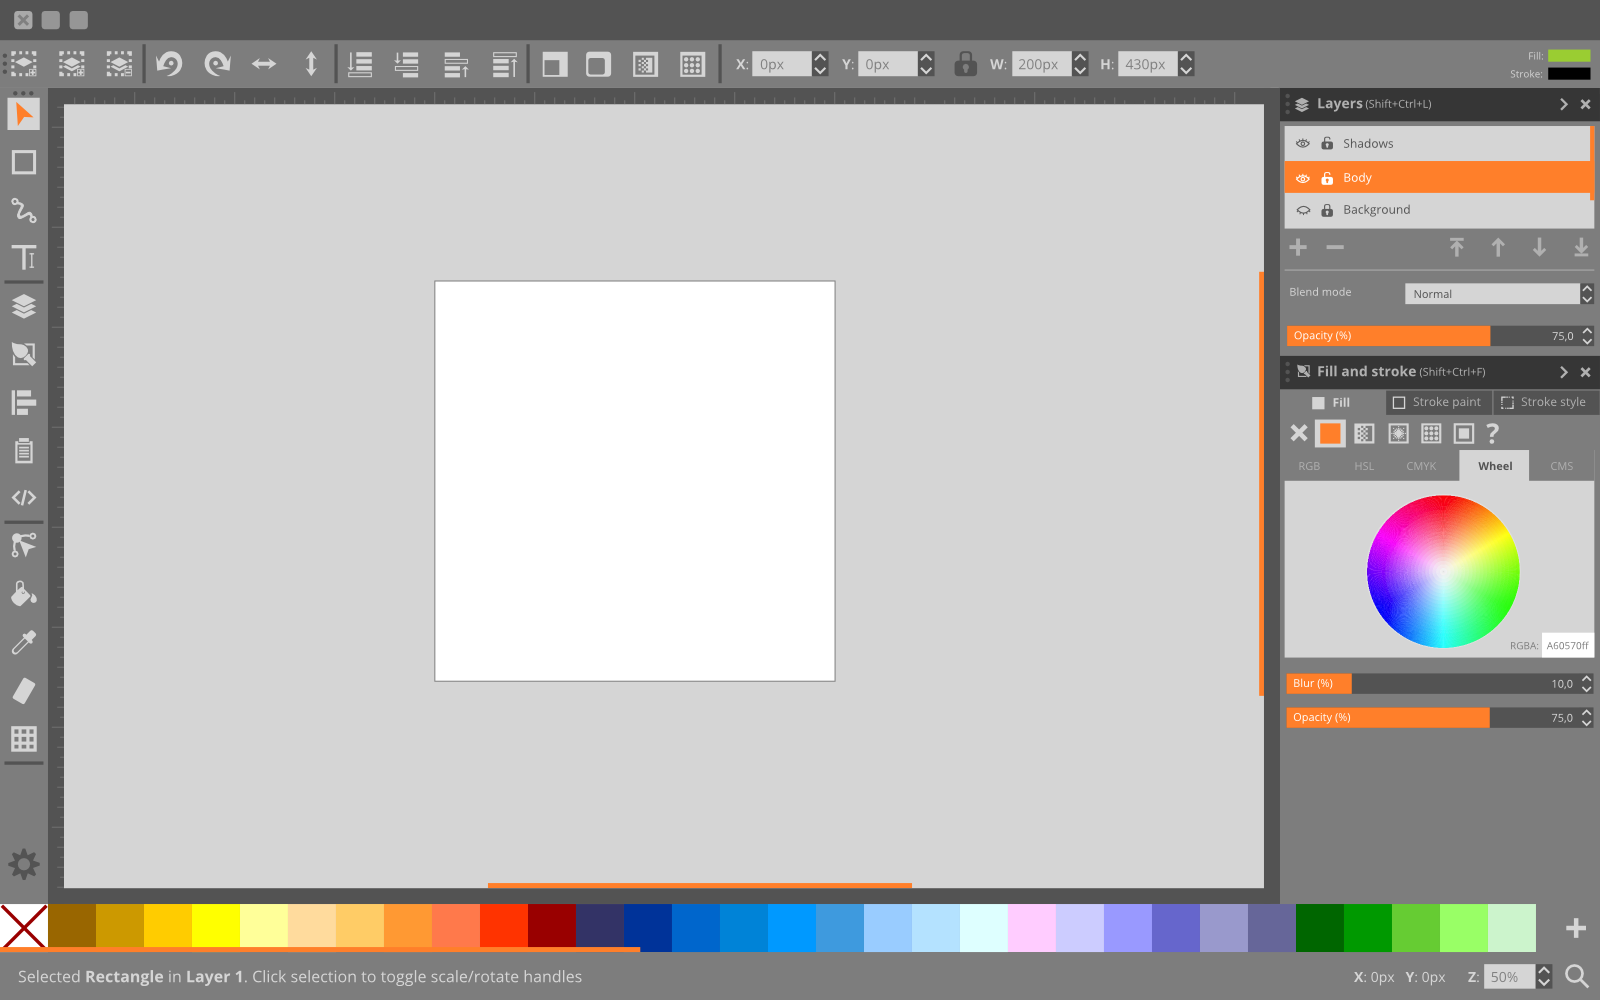 X: 0px Y: 0px W: 200px H: 430px
Fill:
Stroke:
Layers (Shift+Ctrl+L)
Shadows
Body
Background
Blend mode Normal
Opacity (%) 75,0
Fill and stroke (Shift+Ctrl+F)
Fill Stroke paint Stroke style
?
RGB HSL CMYK Wheel CMS
RGBA: A60570ff
Blur (%) 10,0
Opacity (%) 75,0
Selected Rectangle in Layer 1. Click selection to toggle scale/rotate handles X: 0px Y: 0px Z: 50%